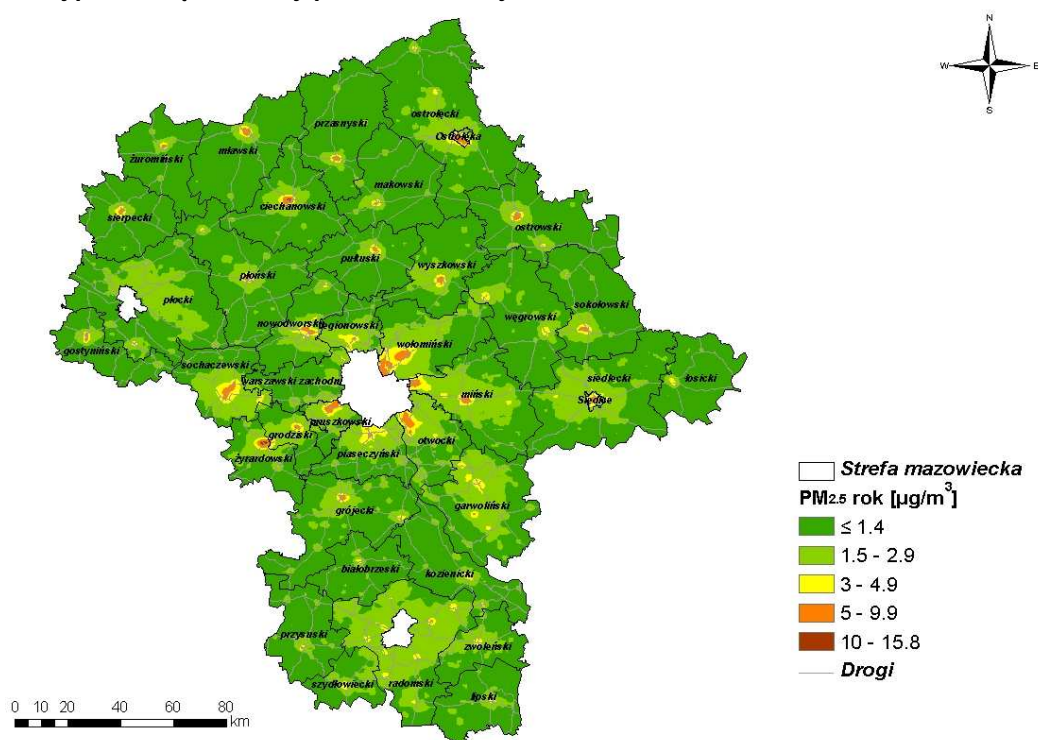 N
W
E
S
ostrołęcki
Ostrołęka
przasnyski
mławski
żuromiński
makowski
ciechanowski
sierpecki
ostrowski
pułtuski
wyszkowski
płoński
płocki
sokołowski
węgrowski
nowodworski
legionowski
wołomiński
gostyniński
sochaczewski
warszawski zachodni
siedlecki
łosicki
miński
Siedlce
pruszkowski
grodziski
otwocki
piaseczyński
żyrardowski
garwoliński
grójecki
białobrzeski
kozienicki
przysuski
zwoleński
szydłowiecki
radomski
lipski
Strefa mazowiecka
PM2.5 rok [µg/m3]
≤ 1.4
1.5 - 2.9
3 - 4.9
5 - 9.9
10 - 15.8
Drogi
0 10 20 40 60 80
km